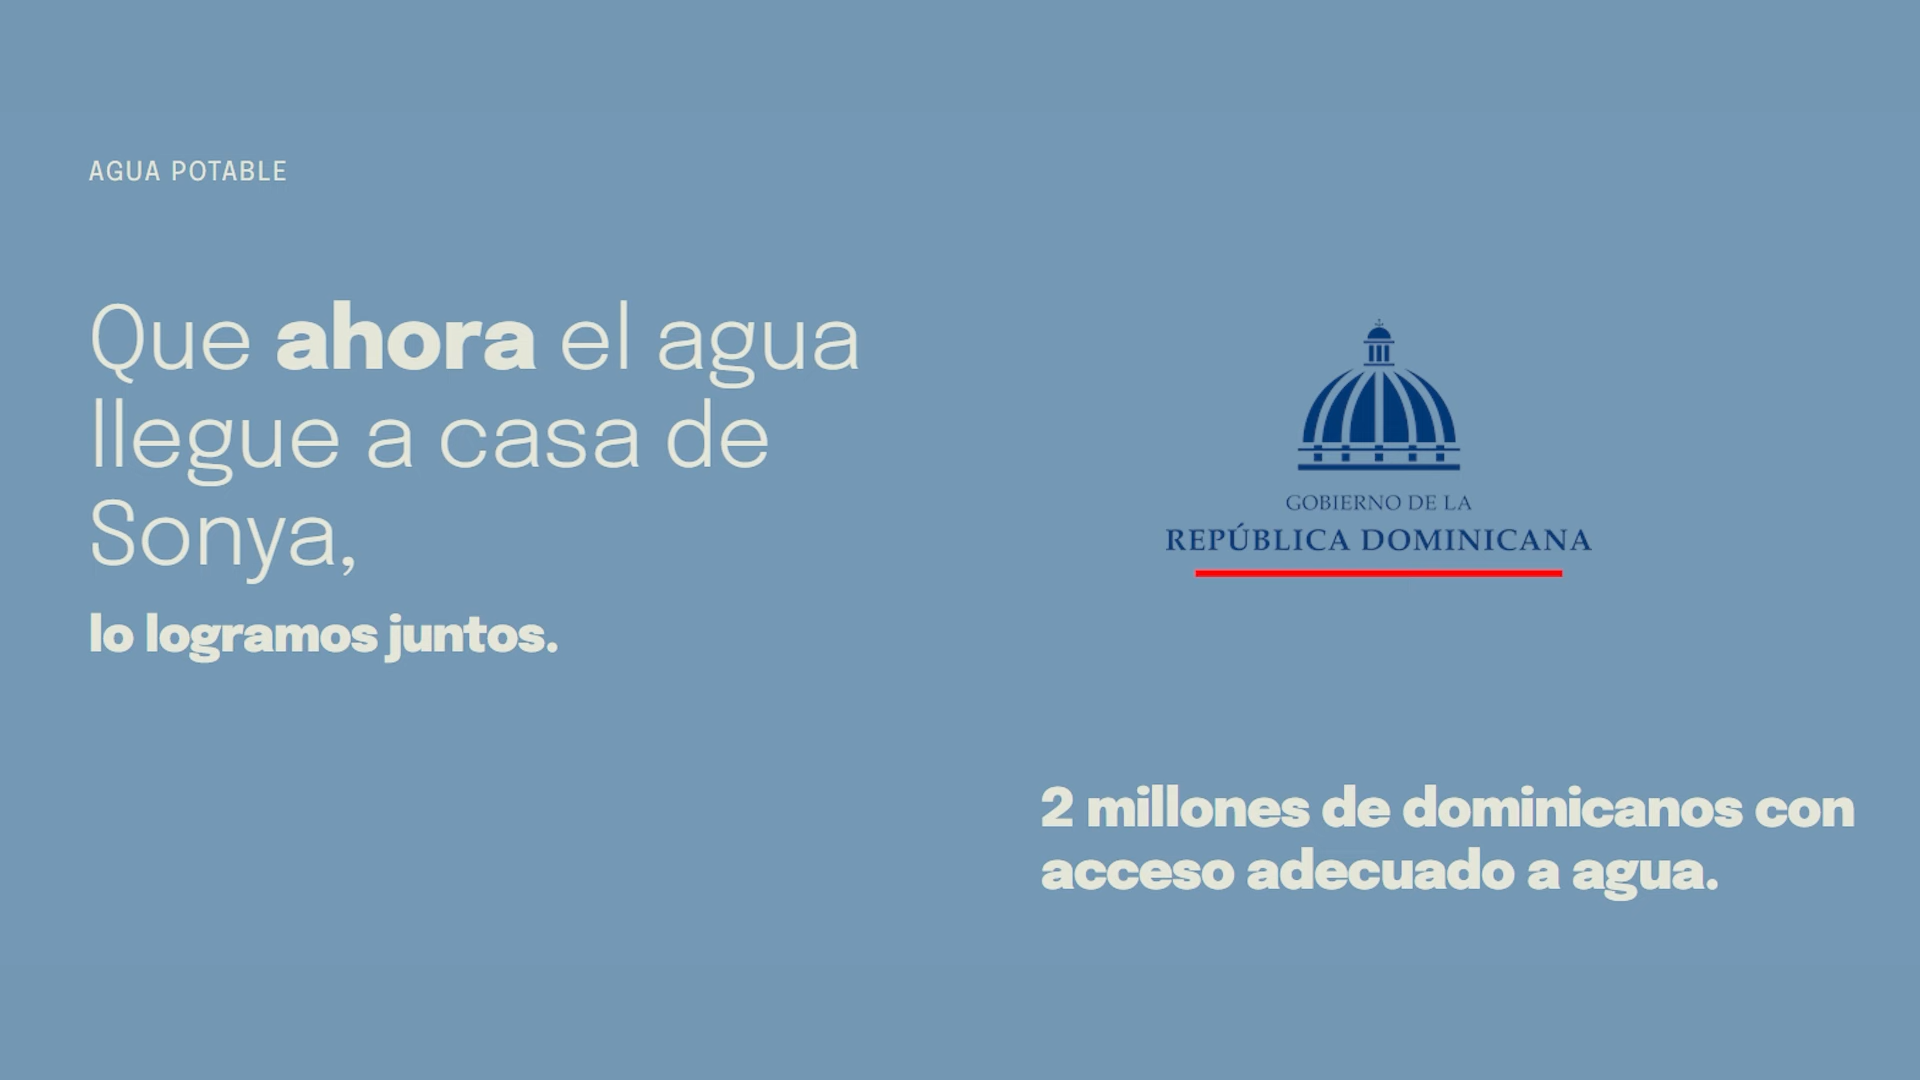 AGUA POTABLE
Que ahora el agua
llegue a casa de
Sonya,
lo logramos juntos.
GOBIERNO DE LA
REPÚBLICA DOMINICANA
2 millones de dominicanos con
acceso adecuado a agua.